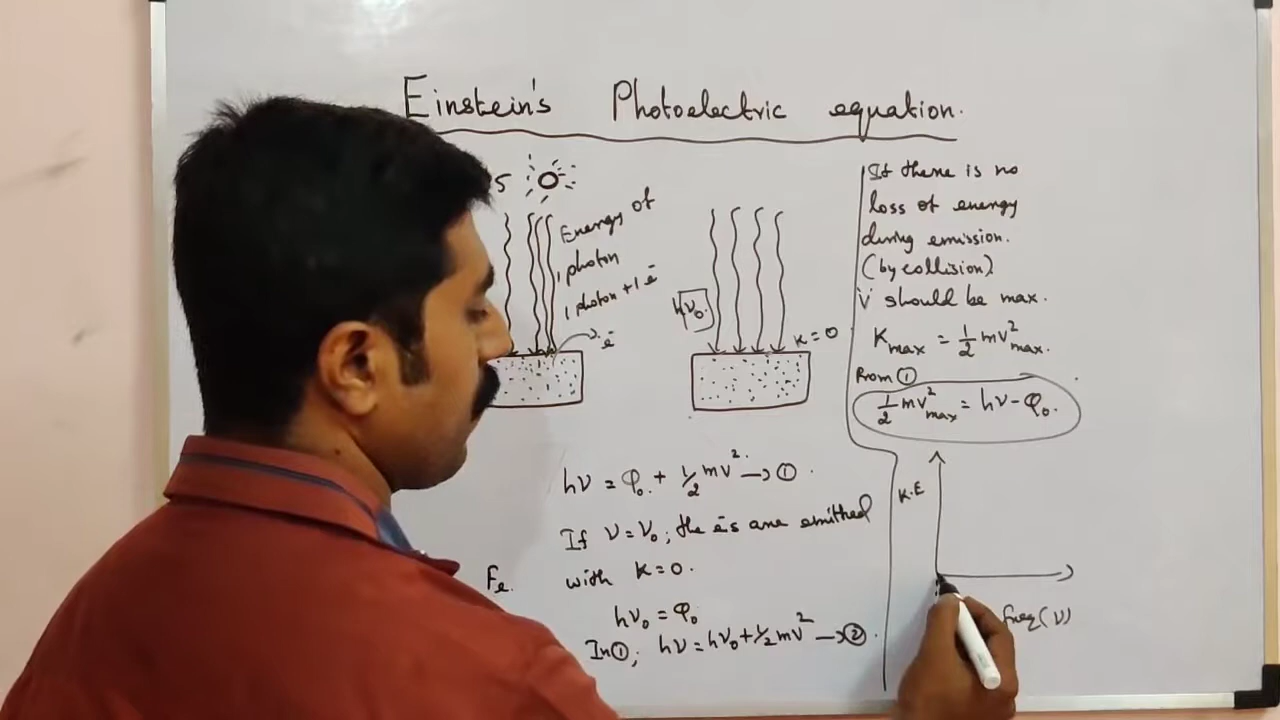 Einstein's Photoelectric equation.
Energy of
1 photon
1 photon + 1 ē
ē
hν₀
K=0
hν = φ₀ + 1/2 mv² → ①
If ν = ν₀; the ē's are emitted
with K=0.
hν₀ = φ₀
In ①; hν = hν₀ + 1/2 mv² → ②
Fe.
If there is no
loss of energy
during emission.
(by collision)
V should be max.
Kmax = 1/2 mv²max.
From ①
1/2 mv²max = hν - φ₀.
K.E
freq(ν)